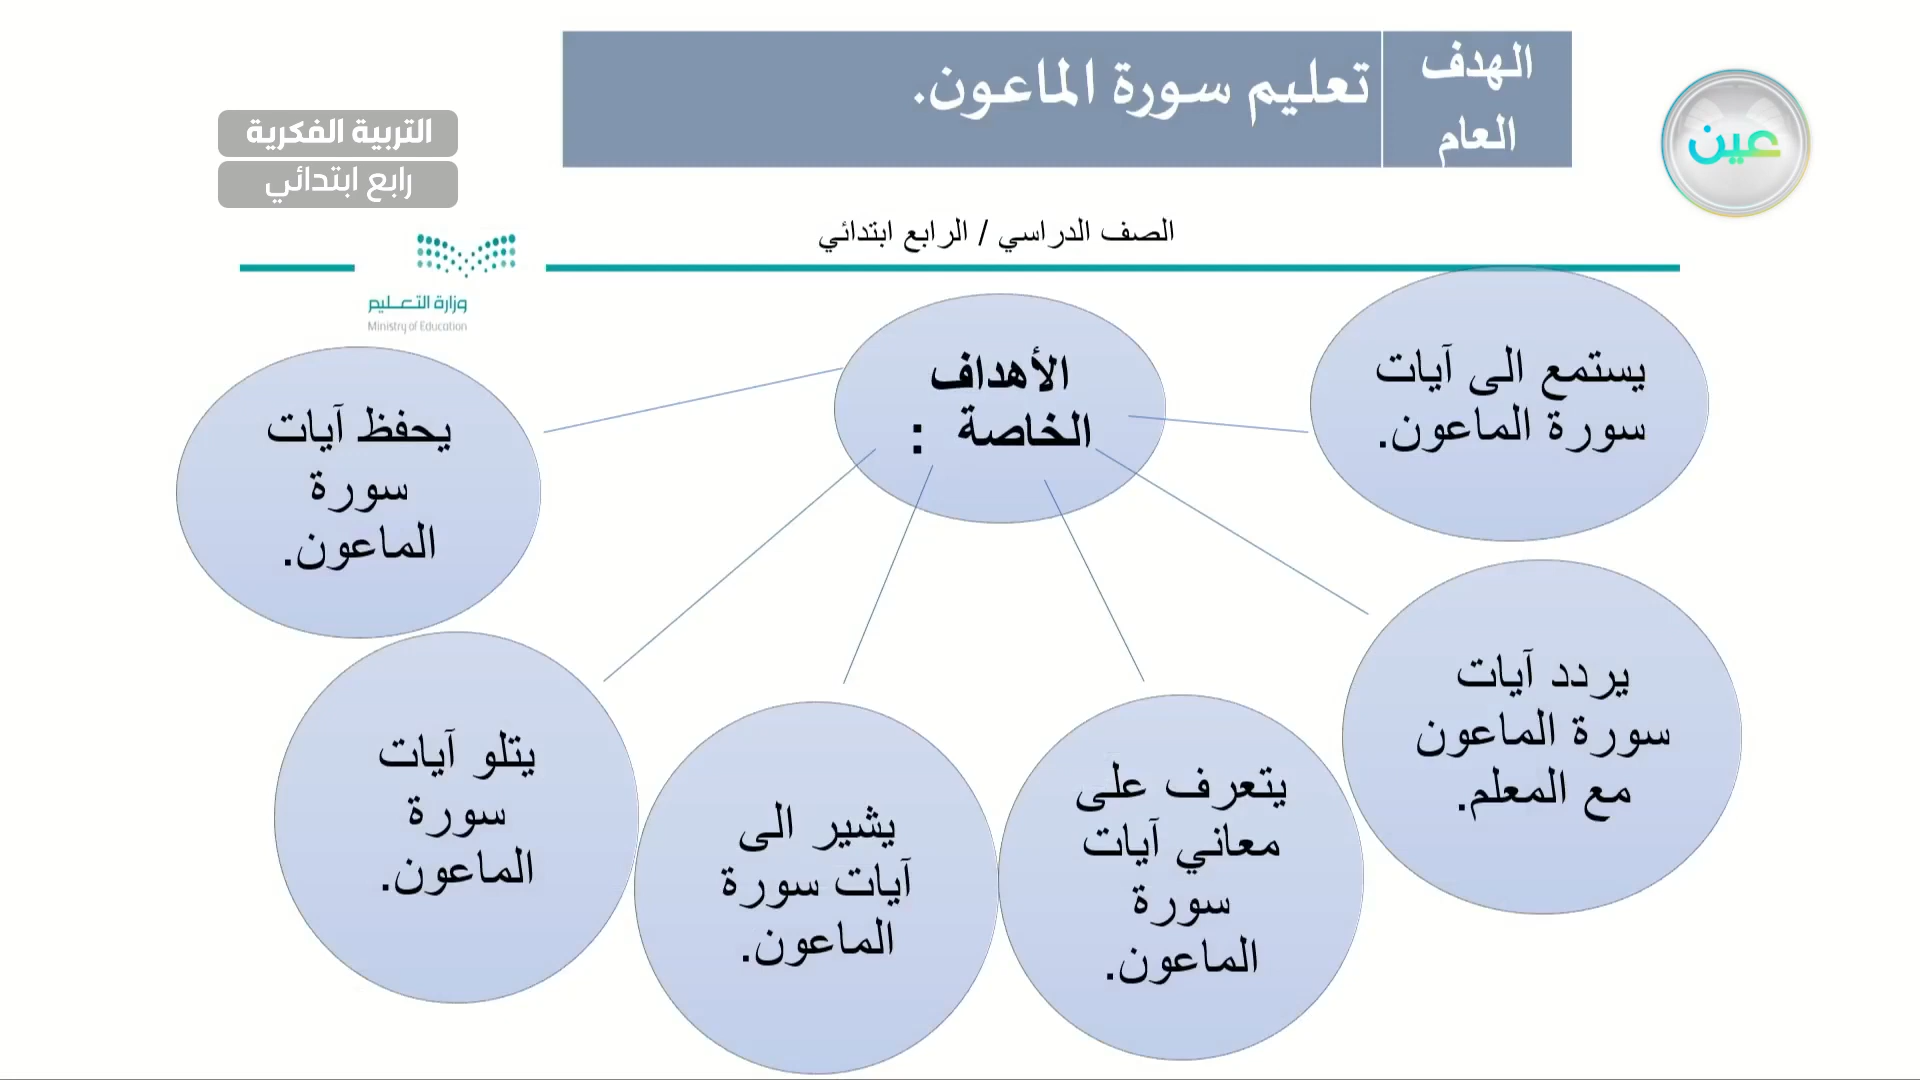 الهدف
العام
تعليم سورة الماعون.
عين
التربية الفكرية
رابع ابتدائي
الصف الدراسي / الرابع ابتدائي
وزارة التعليم
Ministry of Education
الأهداف
الخاصة :
يستمع الى آيات
سورة الماعون.
يردد آيات
سورة الماعون
مع المعلم.
يتعرف على
معاني آيات
سورة
الماعون.
يشير الى
آيات سورة
الماعون.
يتلو آيات
سورة
الماعون.
يحفظ آيات
سورة
الماعون.